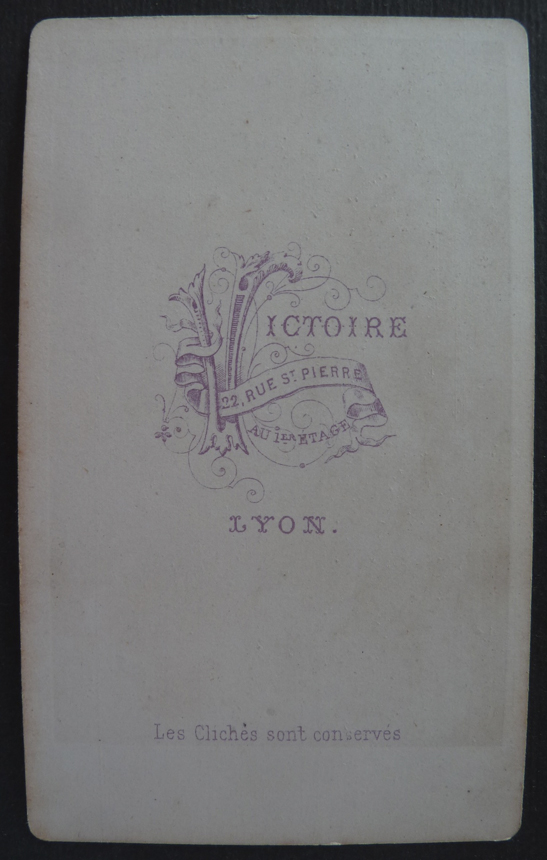 VICTOIRE
22, RUE ST. PIERRE
AU 1ER ETAGE
LYON.
Les Clichés sont conservés